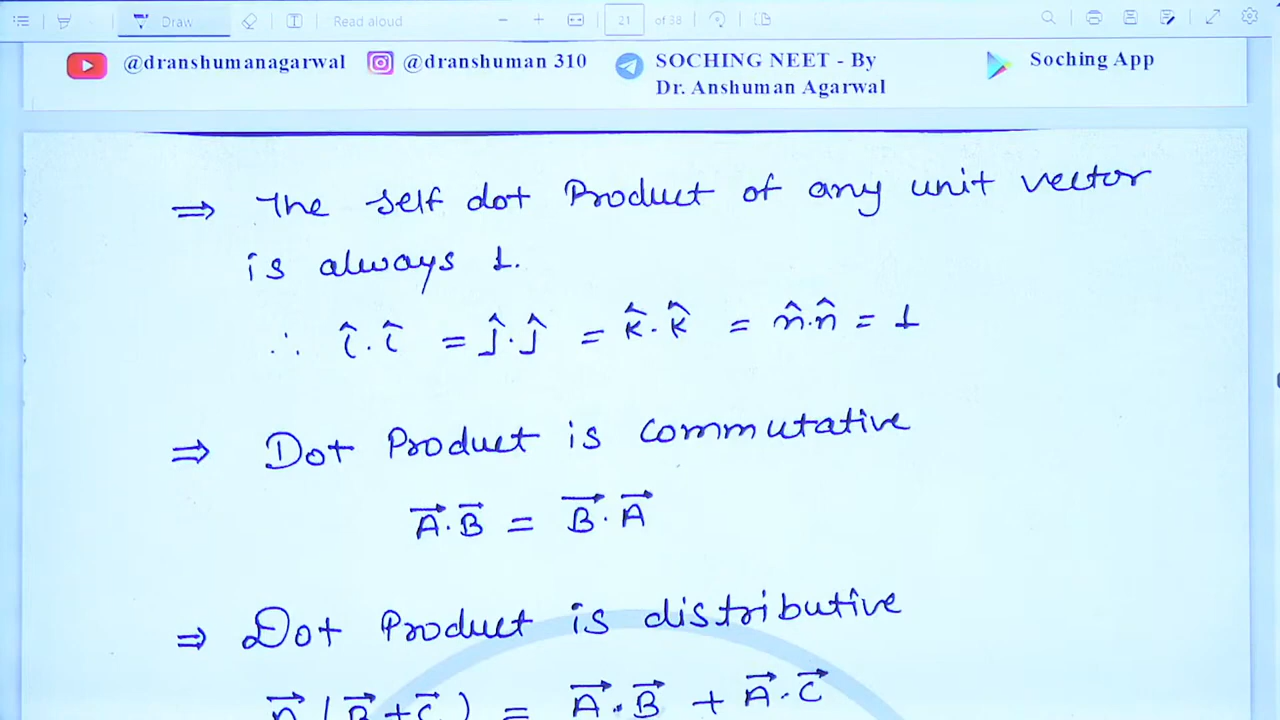 Draw
Read aloud
21 of 38
@dranshumanagarwal
@dranshuman 310
SOCHING NEET - By
Dr. Anshuman Agarwal
Soching App
⇒ The self dot Product of any unit vector
is always 1.
∴ î.î = ĵ.ĵ = k̂.k̂ = n̂.n̂ = 1
⇒ Dot Product is commutative
A⃗.B⃗ = B⃗.A⃗
⇒ Dot Product is distributive
(B⃗+C⃗) = A⃗.B⃗ + A⃗.C⃗